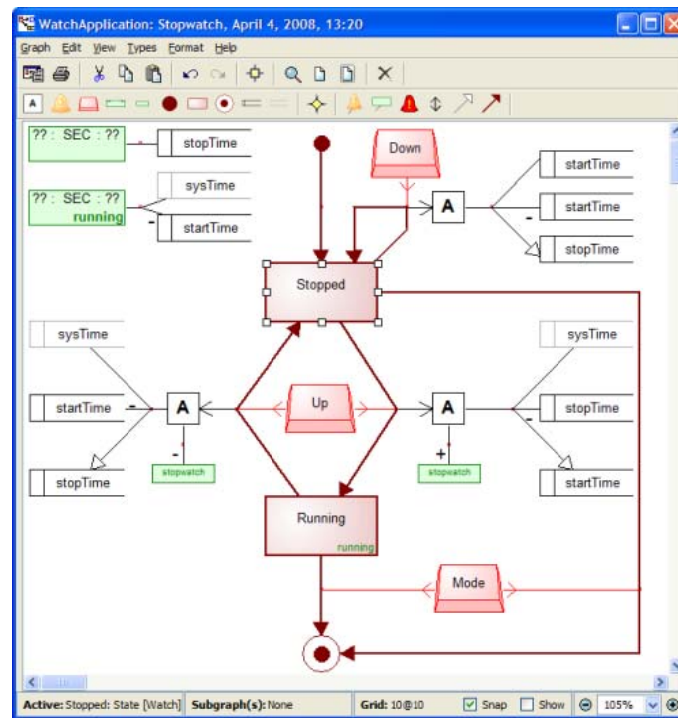 WatchApplication: Stopwatch, April 4, 2008, 13:20
Graph Edit View Types Format Help
A
?? : SEC : ??
stopTime
Down
startTime
?? : SEC : ??
running
sysTime
startTime
-
A
-
startTime
stopTime
Stopped
sysTime
sysTime
startTime
-
A
Up
A
-
stopTime
-
+
stopTime
stopwatch
stopwatch
startTime
Running
running
Mode
Active: Stopped: State [Watch] Subgraph(s): None Grid: 10@10 Snap Show 105%